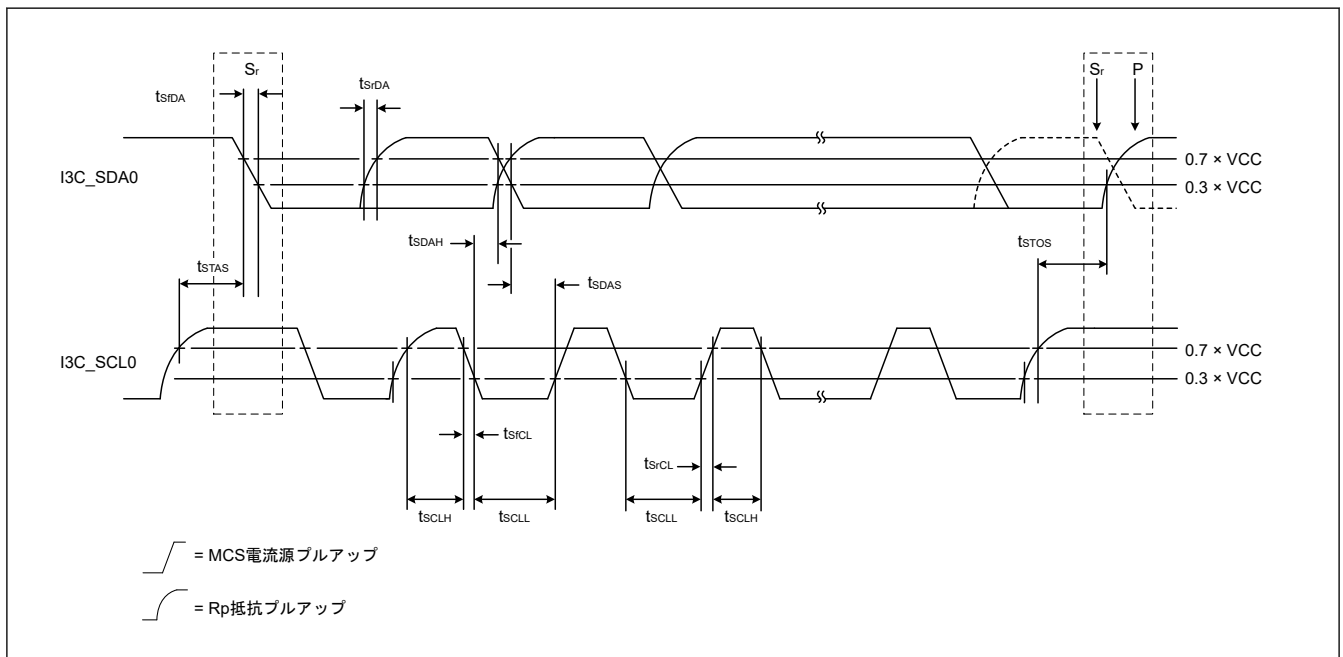 Sr
tSrDA
Sr
P
tSfDA
0.7 × VCC
I3C_SDA0
0.3 × VCC
tSDAH
tSTOS
tSTAS
tSDAS
0.7 × VCC
I3C_SCL0
0.3 × VCC
tSfCL
tSrCL
tSCLH
tSCLL
tSCLL
tSCLH
= MCS電流源プルアップ
= Rp抵抗プルアップ